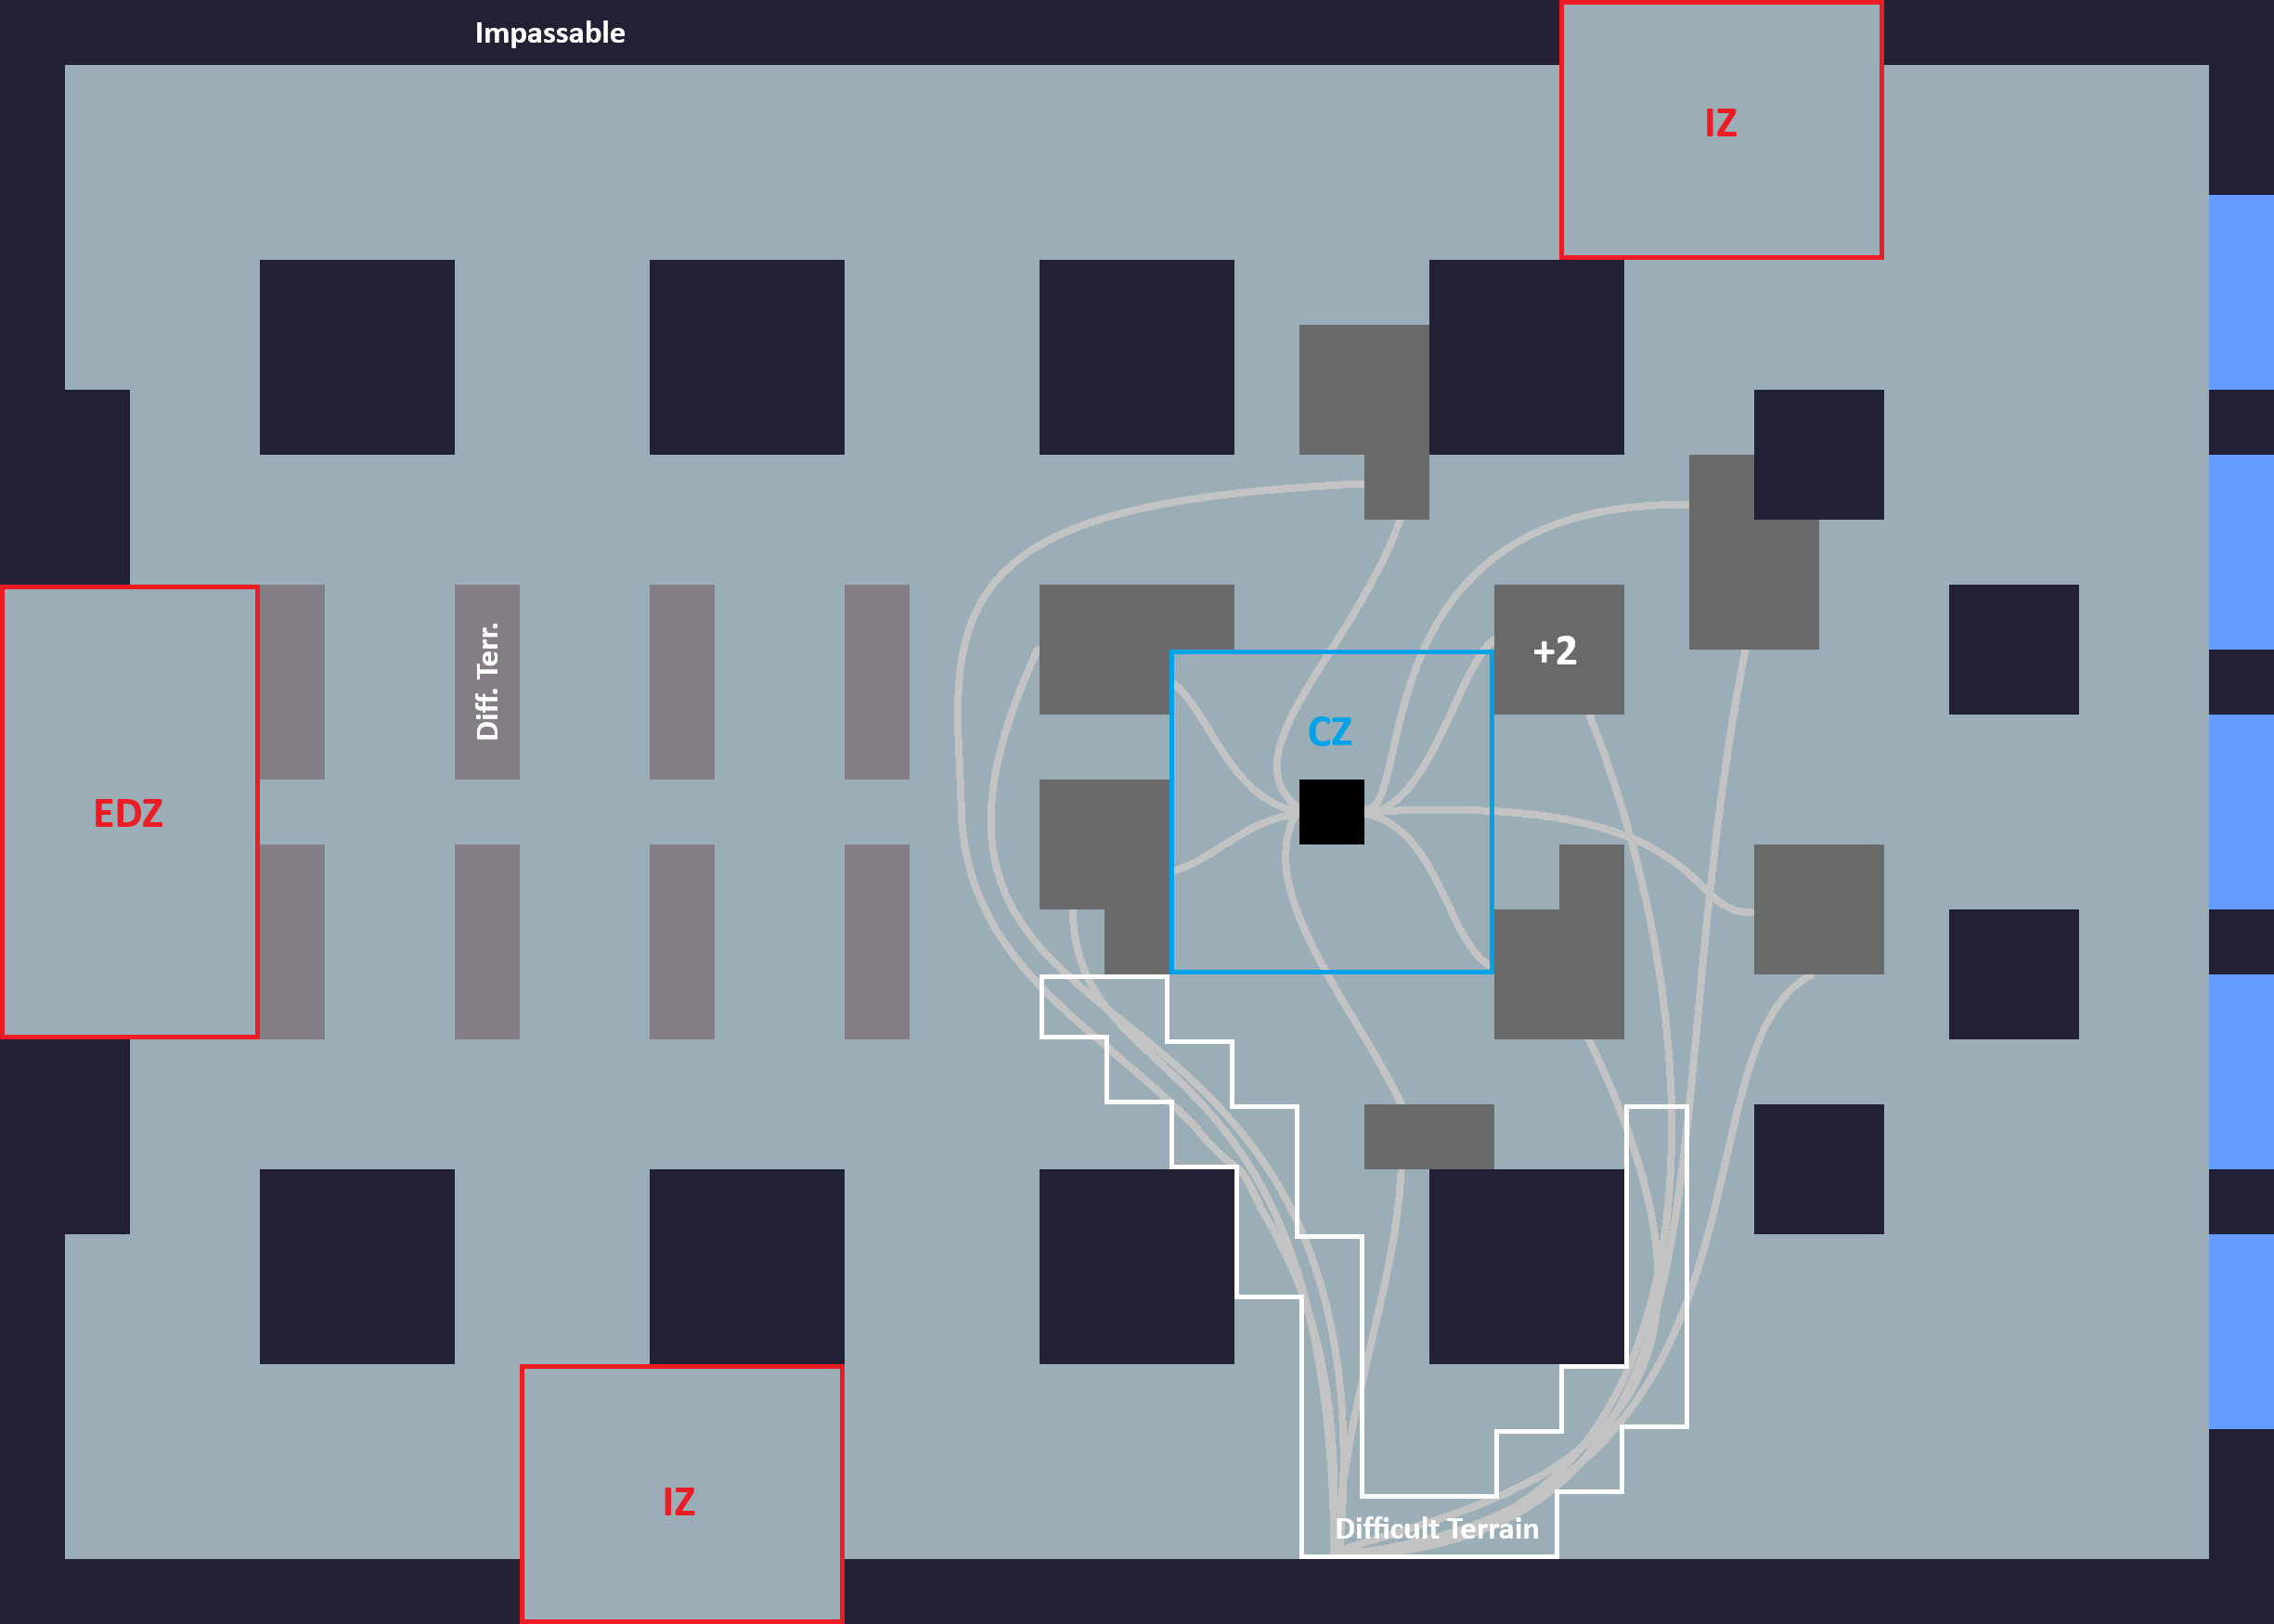 Impassable
IZ
Diff. Terr.
+2
CZ
EDZ
IZ
Difficult Terrain